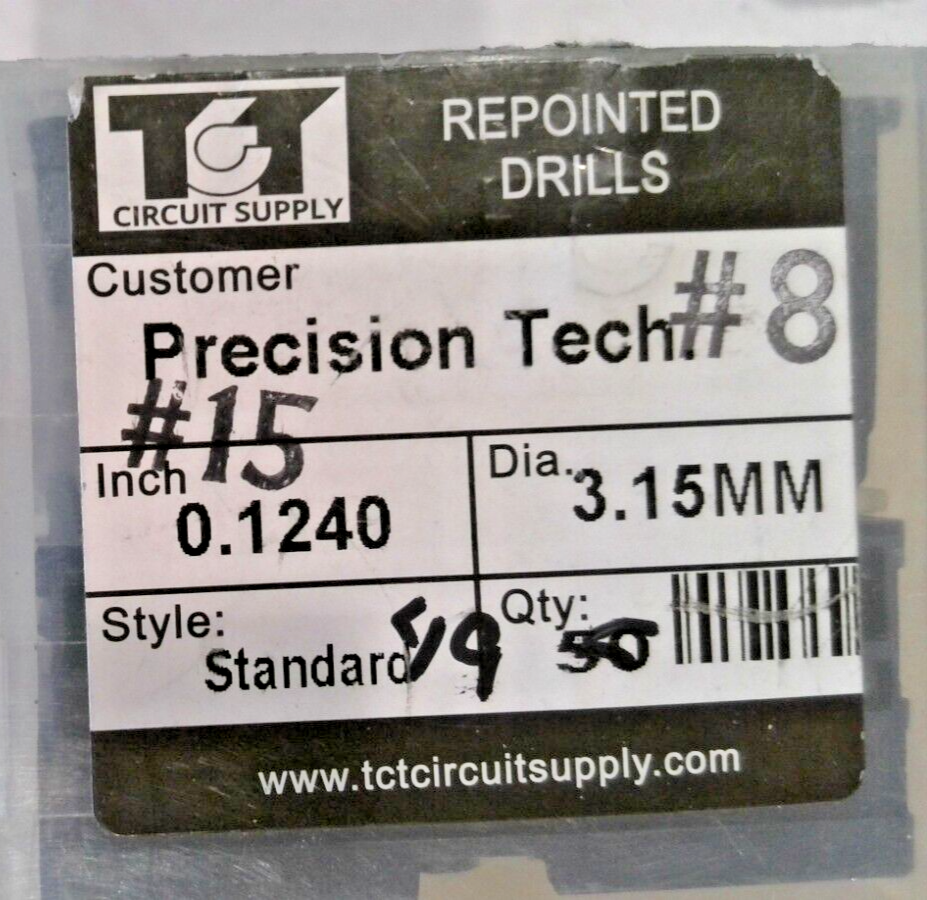 TCT
CIRCUIT SUPPLY
REPOINTED
DRILLS
Customer
#8
Precision Tech.
#15
Inch
0.1240
Dia.
3.15MM
Style:
Standard
Qty:
50
www.tctcircuitsupply.com